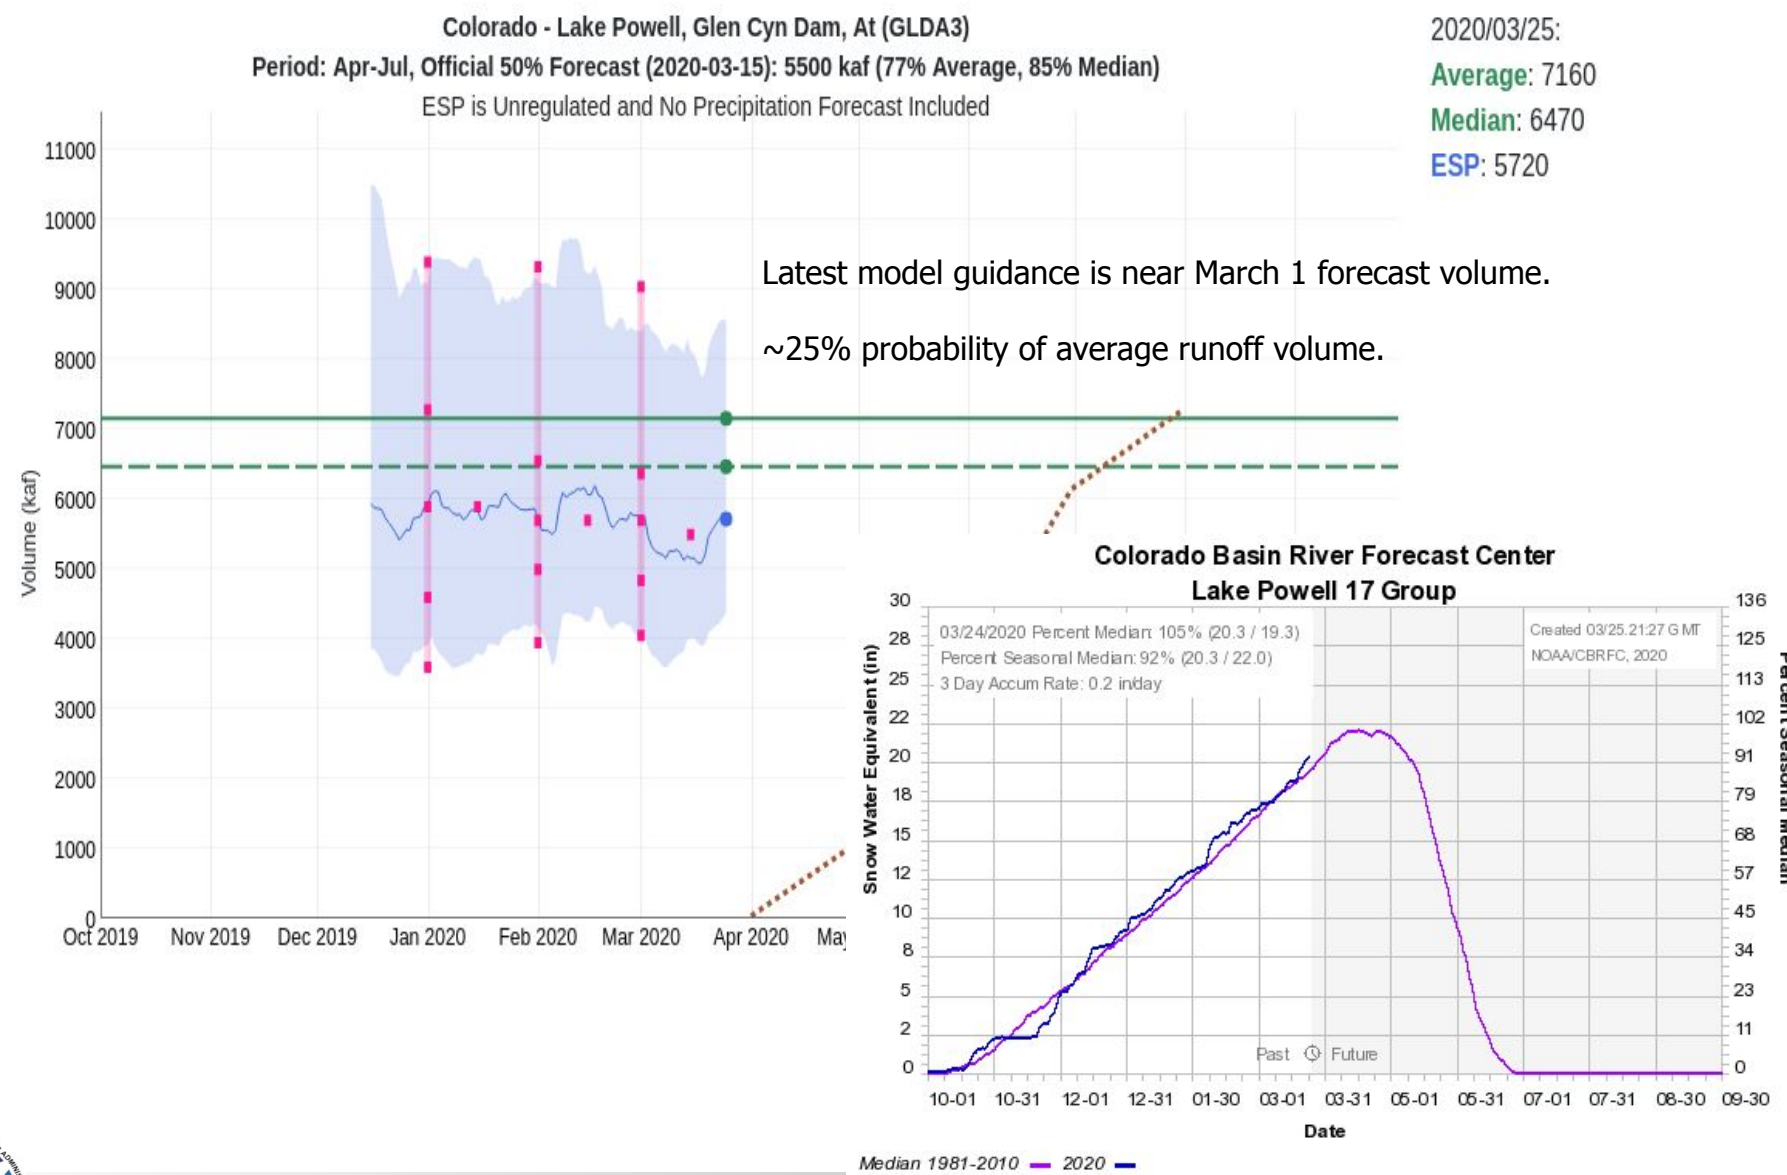 Colorado - Lake Powell, Glen Cyn Dam, At (GLDA3)
Period: Apr-Jul, Official 50% Forecast (2020-03-15): 5500 kaf (77% Average, 85% Median)
ESP is Unregulated and No Precipitation Forecast Included
2020/03/25:
Average: 7160
Median: 6470
ESP: 5720
Volume (kaf)
11000
10000
9000
8000
7000
6000
5000
4000
3000
2000
1000
0
Oct 2019 Nov 2019 Dec 2019 Jan 2020 Feb 2020 Mar 2020 Apr 2020 May
Latest model guidance is near March 1 forecast volume.
~25% probability of average runoff volume.
Colorado Basin River Forecast Center
Lake Powell 17 Group
03/24/2020 Percent Median: 105% (20.3 / 19.3)
Percent Seasonal Median: 92% (20.3 / 22.0)
3 Day Accum Rate: 0.2 in/day
Created 03/25.21:27 GMT
NOAA/CBRFC, 2020
Snow Water Equivalent (in)
30
28
25
22
20
18
15
12
10
8
5
2
0
136
125
113
102
91
79
68
57
45
34
23
11
0
Percent Seasonal Median
Past Future
10-01 10-31 12-01 12-31 01-30 03-01 03-31 05-01 05-31 07-01 07-31 08-30 09-30
Date
Median 1981-2010 2020